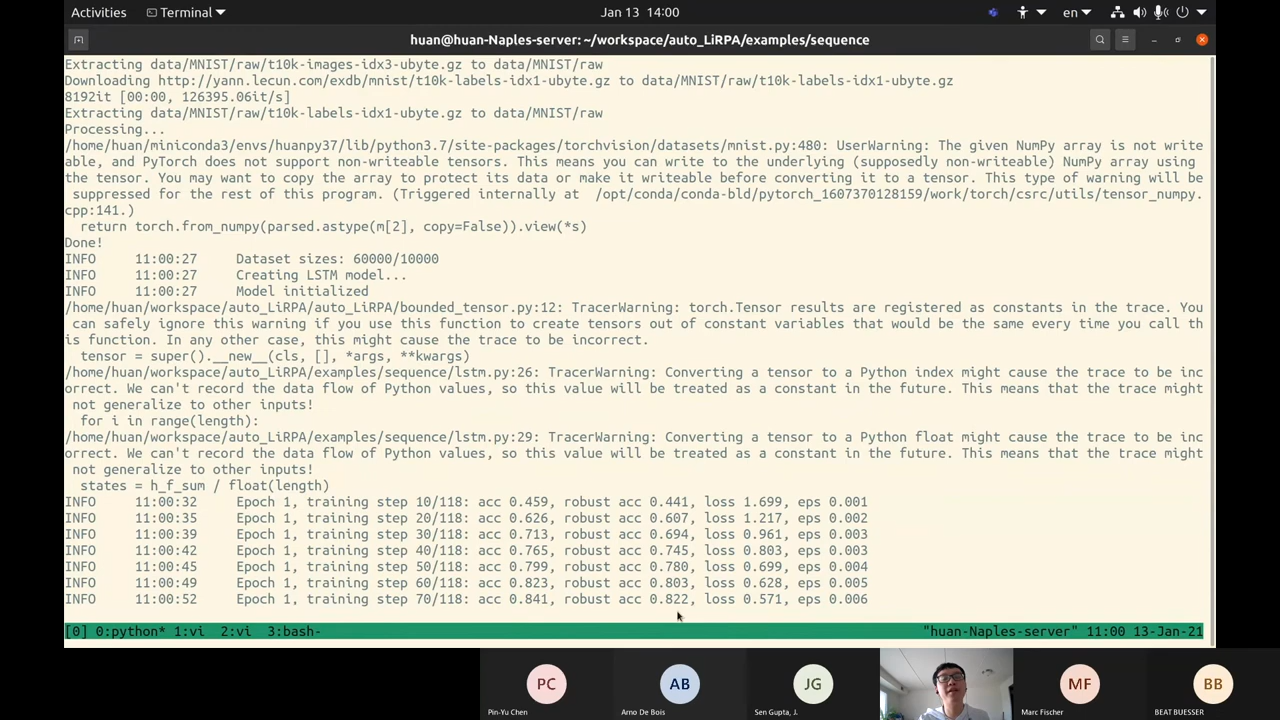 Activities Terminal Jan 13 14:00 en
huan@huan-Naples-server: ~/workspace/auto_LiRPA/examples/sequence
Extracting data/MNIST/raw/t10k-images-idx3-ubyte.gz to data/MNIST/raw
Downloading http://yann.lecun.com/exdb/mnist/t10k-labels-idx1-ubyte.gz to data/MNIST/raw/t10k-labels-idx1-ubyte.gz
8192it [00:00, 126395.06it/s]
Extracting data/MNIST/raw/t10k-labels-idx1-ubyte.gz to data/MNIST/raw
Processing...
/home/huan/miniconda3/envs/huanpy37/lib/python3.7/site-packages/torchvision/datasets/mnist.py:480: UserWarning: The given NumPy array is not write
able, and PyTorch does not support non-writeable tensors. This means you can write to the underlying (supposedly non-writeable) NumPy array using
the tensor. You may want to copy the array to protect its data or make it writeable before converting it to a tensor. This type of warning will be
suppressed for the rest of this program. (Triggered internally at  /opt/conda/conda-bld/pytorch_1607370128159/work/torch/csrc/utils/tensor_numpy.
cpp:141.)
return torch.from_numpy(parsed.astype(m[2], copy=False)).view(*s)
Done!
INFO     11:00:27     Dataset sizes: 60000/10000
INFO     11:00:27     Creating LSTM model...
INFO     11:00:27     Model initialized
/home/huan/workspace/auto_LiRPA/auto_LiRPA/bounded_tensor.py:12: TracerWarning: torch.Tensor results are registered as constants in the trace. You
can safely ignore this warning if you use this function to create tensors out of constant variables that would be the same every time you call th
is function. In any other case, this might cause the trace to be incorrect.
tensor = super().__new__(cls, [], *args, **kwargs)
/home/huan/workspace/auto_LiRPA/examples/sequence/lstm.py:26: TracerWarning: Converting a tensor to a Python index might cause the trace to be inc
orrect. We can't record the data flow of Python values, so this value will be treated as a constant in the future. This means that the trace might
not generalize to other inputs!
for i in range(length):
/home/huan/workspace/auto_LiRPA/examples/sequence/lstm.py:29: TracerWarning: Converting a tensor to a Python float might cause the trace to be inc
orrect. We can't record the data flow of Python values, so this value will be treated as a constant in the future. This means that the trace might
not generalize to other inputs!
states = h_f_sum / float(length)
INFO     11:00:32     Epoch 1, training step 10/118: acc 0.459, robust acc 0.441, loss 1.699, eps 0.001
INFO     11:00:35     Epoch 1, training step 20/118: acc 0.626, robust acc 0.607, loss 1.217, eps 0.002
INFO     11:00:39     Epoch 1, training step 30/118: acc 0.713, robust acc 0.694, loss 0.961, eps 0.003
INFO     11:00:42     Epoch 1, training step 40/118: acc 0.765, robust acc 0.745, loss 0.803, eps 0.003
INFO     11:00:45     Epoch 1, training step 50/118: acc 0.799, robust acc 0.780, loss 0.699, eps 0.004
INFO     11:00:49     Epoch 1, training step 60/118: acc 0.823, robust acc 0.803, loss 0.628, eps 0.005
INFO     11:00:52     Epoch 1, training step 70/118: acc 0.841, robust acc 0.822, loss 0.571, eps 0.006
[0] 0:python* 1:vi  2:vi  3:bash- "huan-Naples-server" 11:00 13-Jan-21
PC AB JG MF BB
Pin-Yu Chen Arno De Bois Sen Gupta, J. Marc Fischer BEAT BUESSER